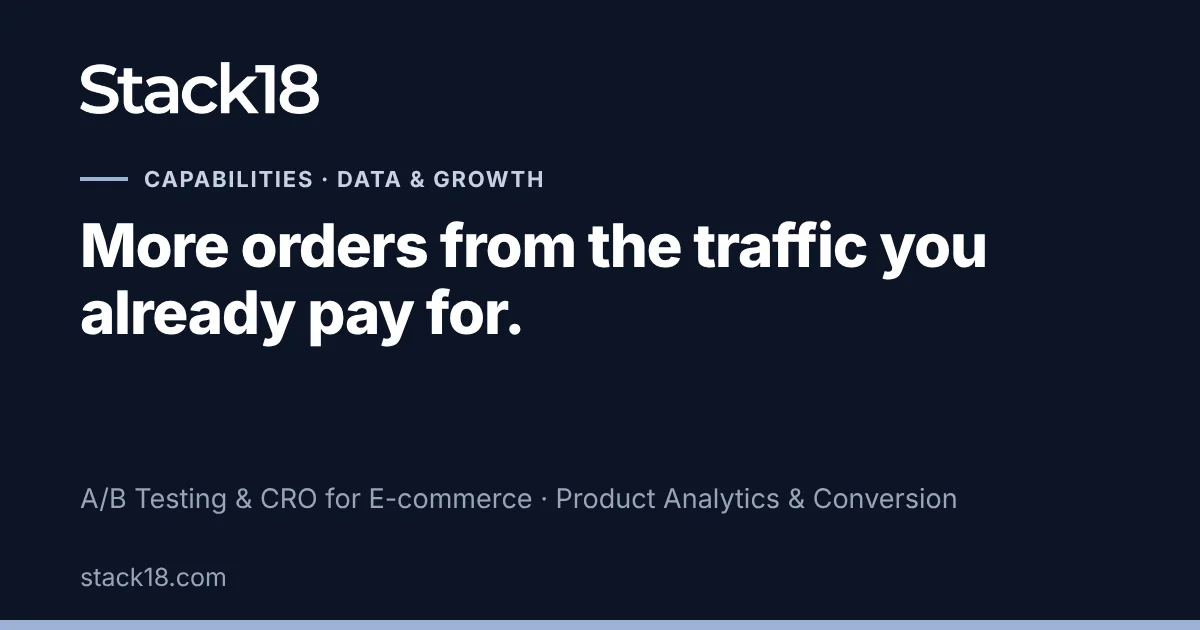 Stack18
CAPABILITIES · DATA & GROWTH
More orders from the traffic you
already pay for.
A/B Testing & CRO for E-commerce · Product Analytics & Conversion
stack18.com